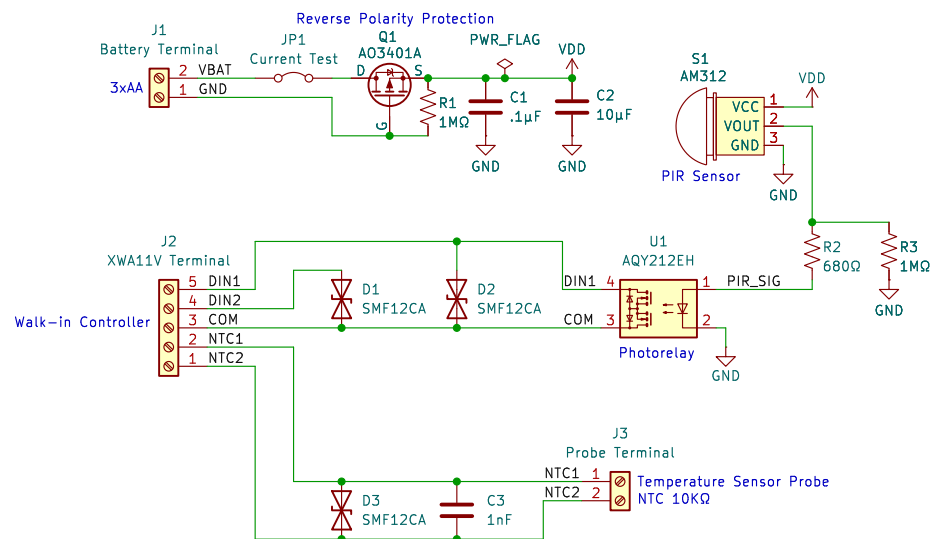 Reverse Polarity Protection
J1
Battery Terminal
3xAA
2 VBAT
1 GND
JP1
Current Test
Q1
AO3401A
D
S
G
R1
1MΩ
PWR_FLAG
VDD
C1
.1µF
GND
C2
10µF
GND
S1
AM312
VCC 1
VOUT 2
GND 3
PIR Sensor
VDD
GND
J2
XWA11V Terminal
Walk-in Controller
5 DIN1
4 DIN2
3 COM
2 NTC1
1 NTC2
D1
SMF12CA
D2
SMF12CA
U1
AQY212EH
DIN1 4
COM 3
1 PIR_SIG
2
Photorelay
GND
R2
680Ω
R3
1MΩ
GND
D3
SMF12CA
C3
1nF
J3
Probe Terminal
NTC1 1
NTC2 2
Temperature Sensor Probe
NTC 10KΩ